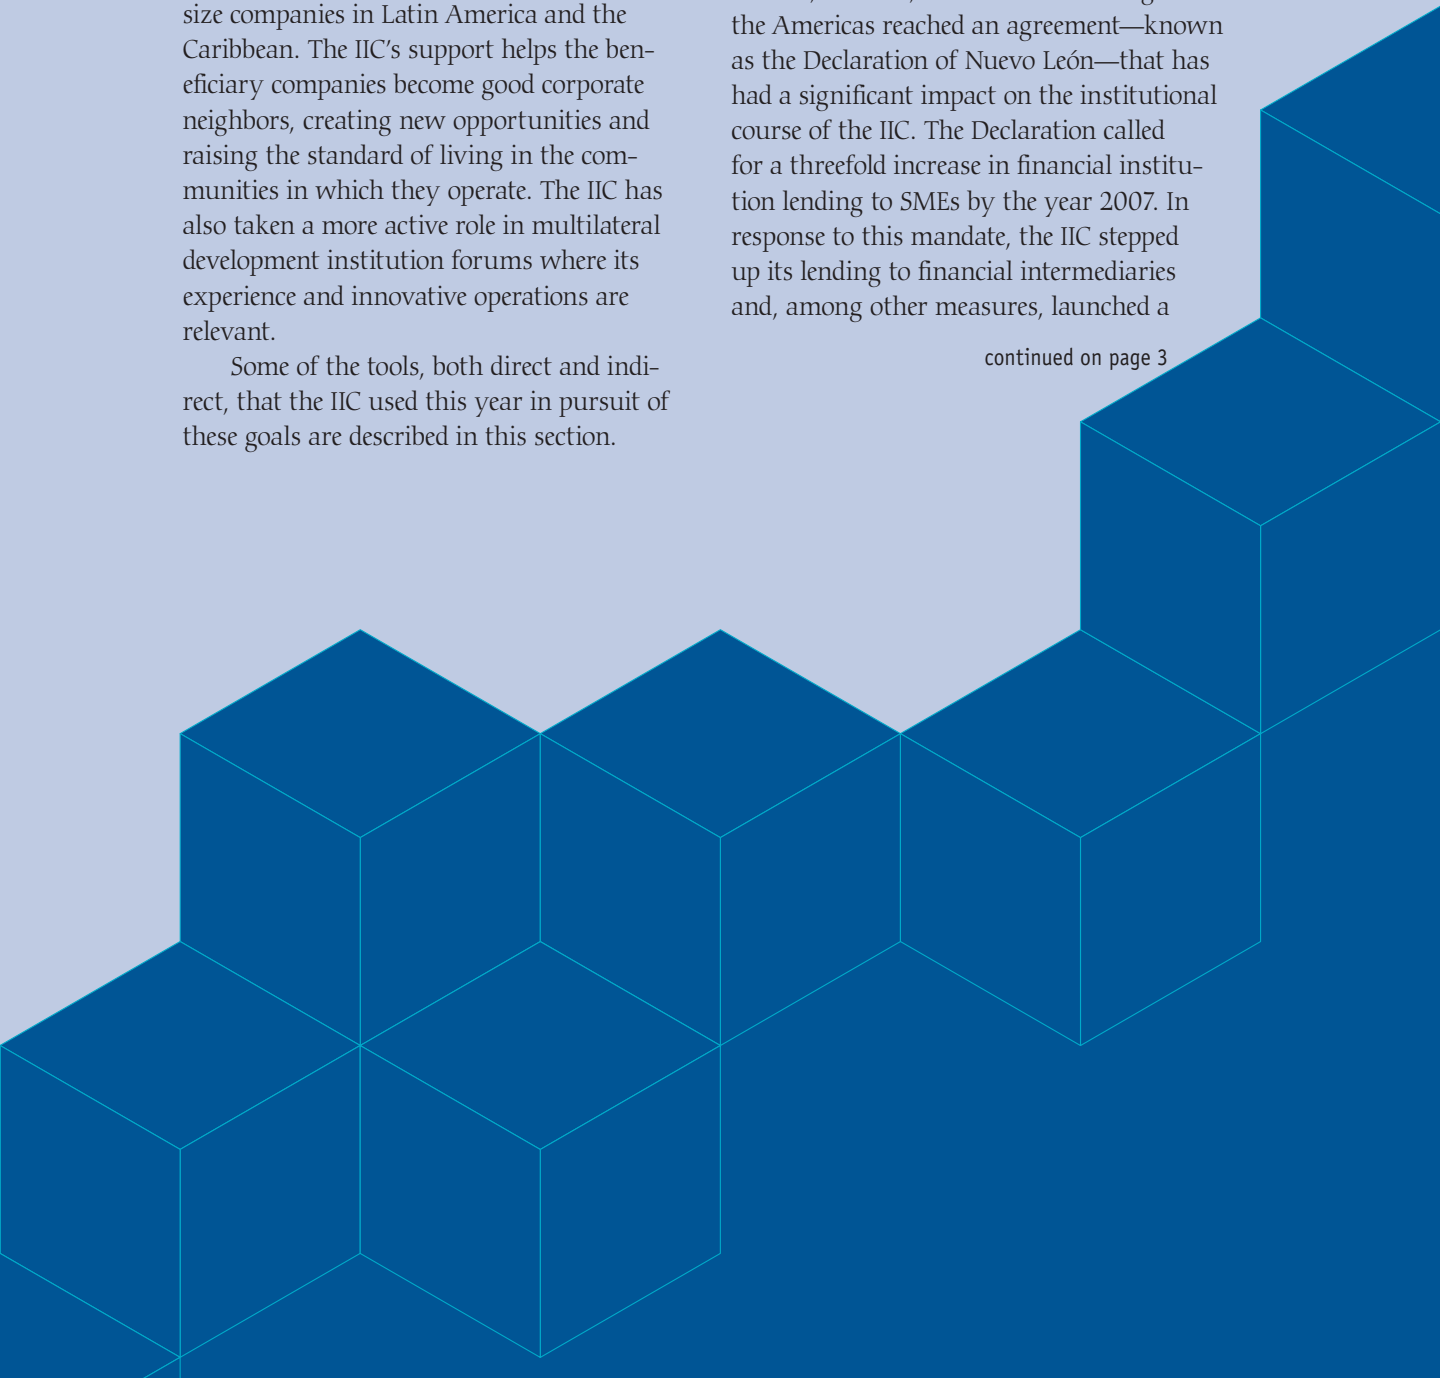 size companies in Latin America and the
Caribbean. The IIC’s support helps the ben-
eficiary companies become good corporate
neighbors, creating new opportunities and
raising the standard of living in the com-
munities in which they operate. The IIC has
also taken a more active role in multilateral
development institution forums where its
experience and innovative operations are
relevant.
Some of the tools, both direct and indi-
rect, that the IIC used this year in pursuit of
these goals are described in this section.
the Americas reached an agreement—known
as the Declaration of Nuevo León—that has
had a significant impact on the institutional
course of the IIC. The Declaration called
for a threefold increase in financial institu-
tion lending to SMEs by the year 2007. In
response to this mandate, the IIC stepped
up its lending to financial intermediaries
and, among other measures, launched a
continued on page 3